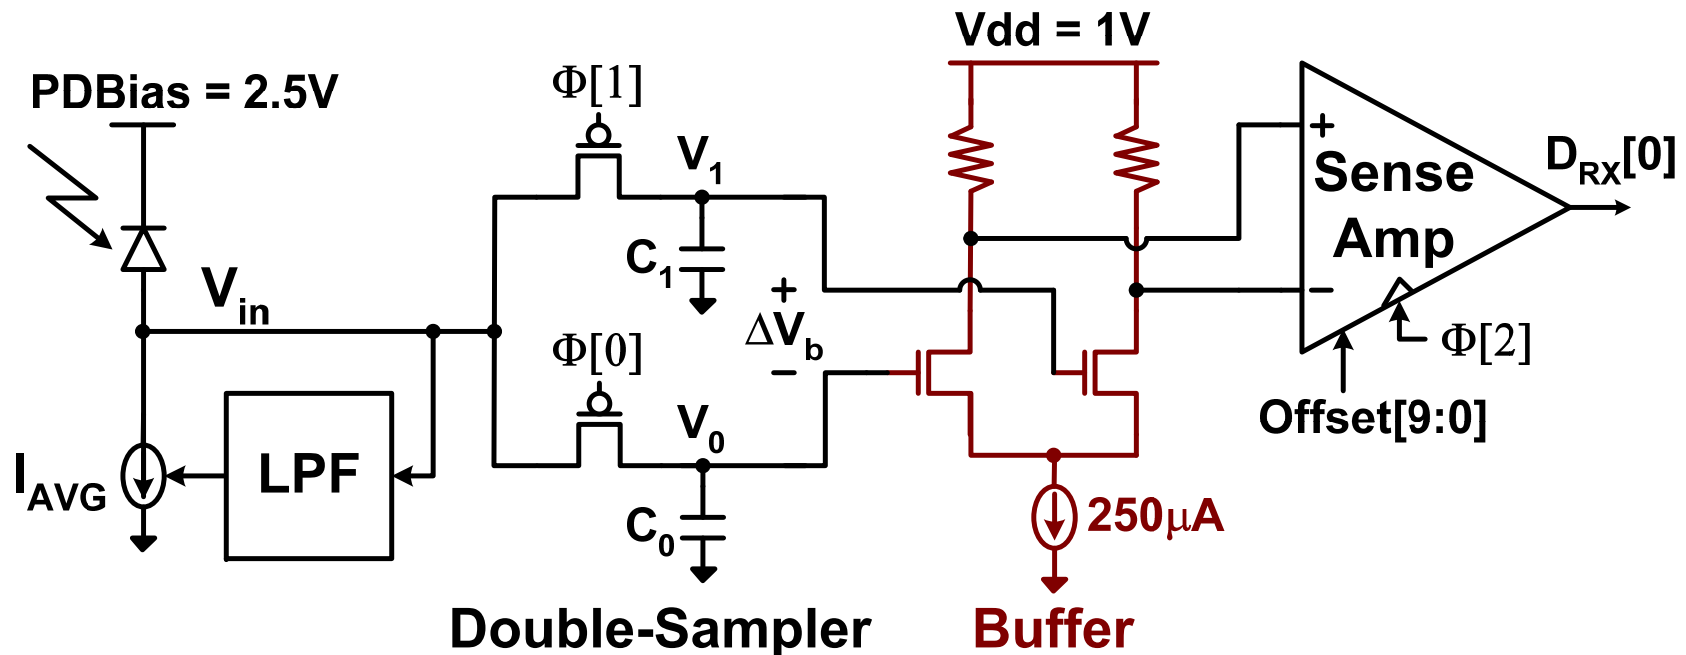 Vdd = 1V
PDBias = 2.5V
Φ[1]
V1
C1
Vin
+
ΔVb
−
Φ[0]
V0
C0
IAVG
LPF
+
Sense
Amp
−
DRX[0]
Φ[2]
Offset[9:0]
250μA
Double-Sampler
Buffer